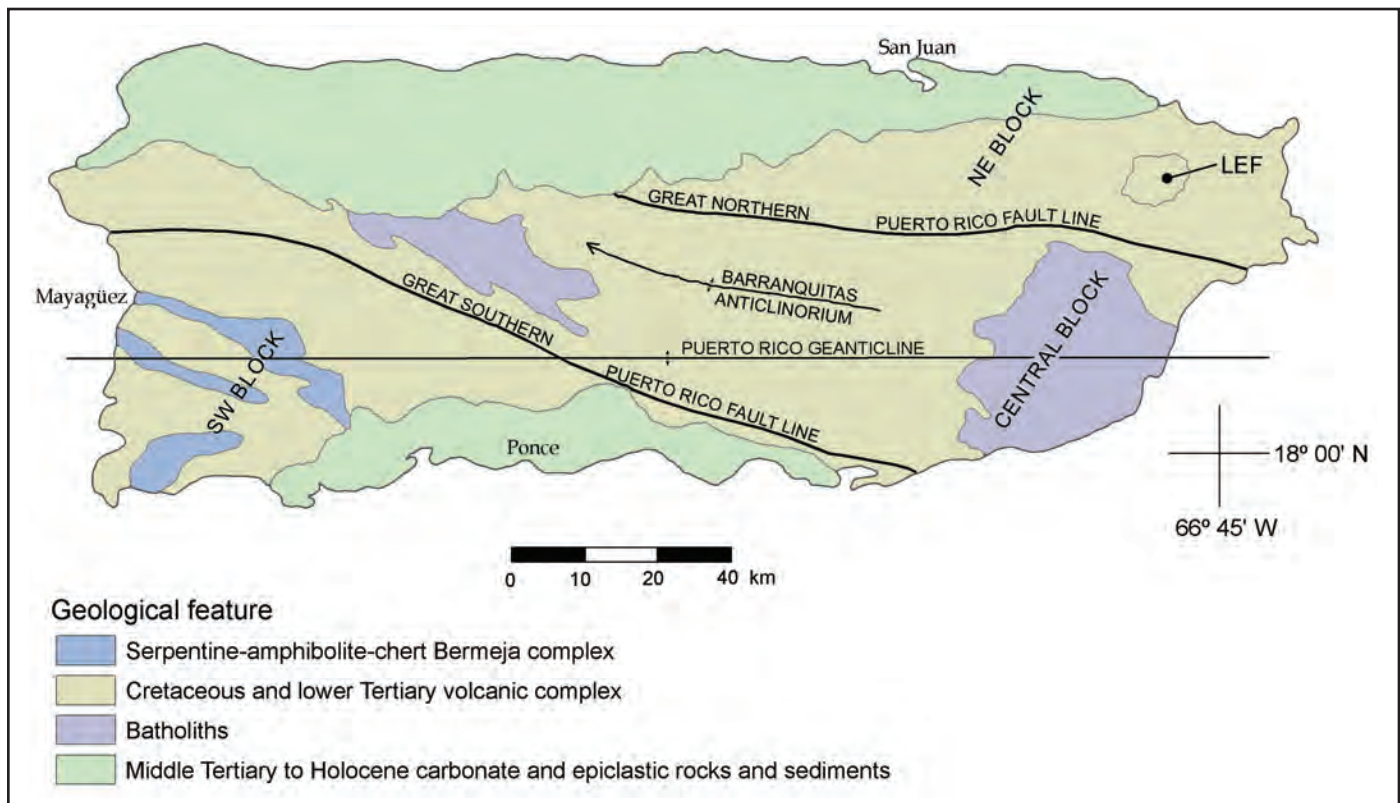 San Juan
NE BLOCK
LEF
GREAT NORTHERN
PUERTO RICO FAULT LINE
BARRANQUITAS
ANTICLINORIUM
Mayagüez
GREAT SOUTHERN
PUERTO RICO FAULT LINE
PUERTO RICO GEANTICLINE
CENTRAL BLOCK
SW BLOCK
Ponce
18º 00' N
66º 45' W
0 10 20 40 km
Geological feature
Serpentine-amphibolite-chert Bermeja complex
Cretaceous and lower Tertiary volcanic complex
Batholiths
Middle Tertiary to Holocene carbonate and epiclastic rocks and sediments